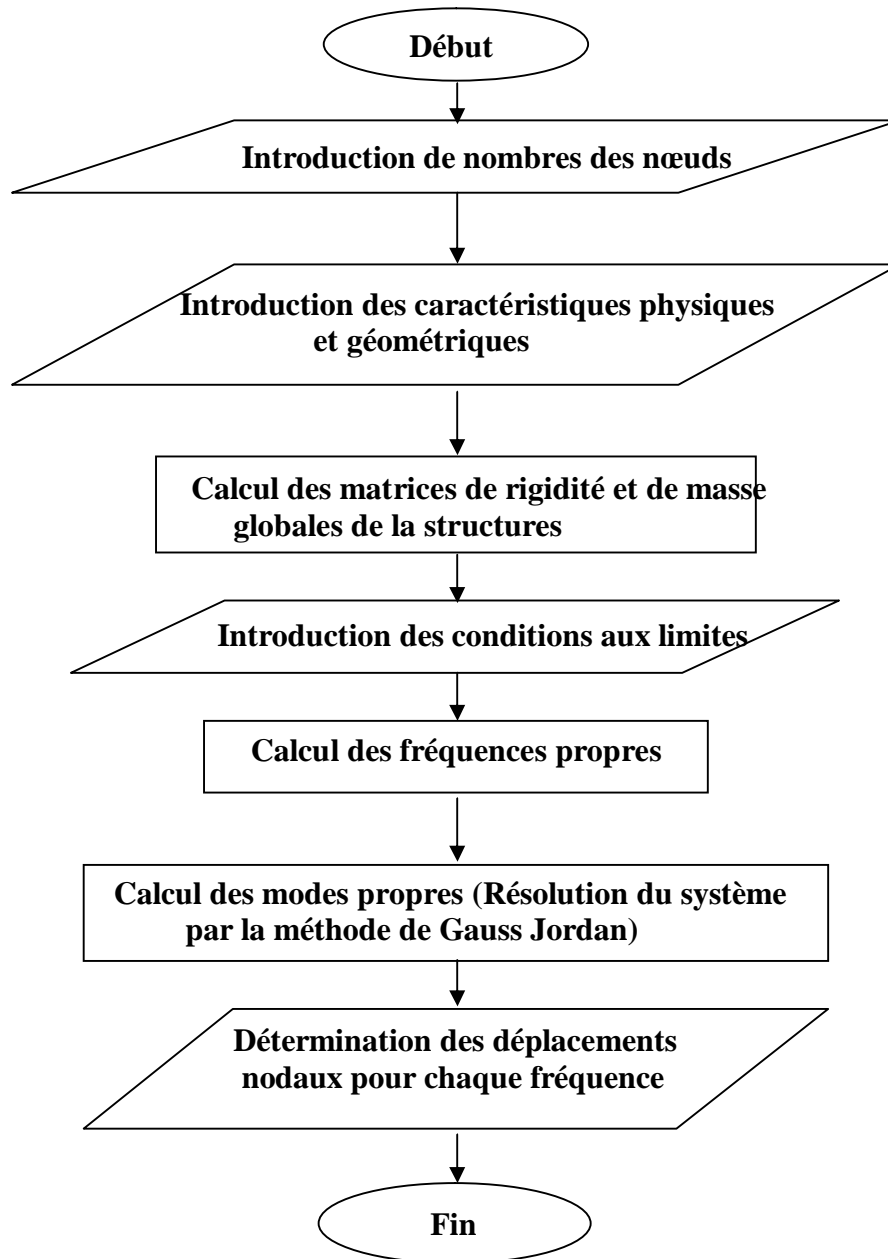 Début
Introduction de nombres des nœuds
Introduction des caractéristiques physiques
et géométriques
Calcul des matrices de rigidité et de masse
globales de la structures
Introduction des conditions aux limites
Calcul des fréquences propres
Calcul des modes propres (Résolution du système
par la méthode de Gauss Jordan)
Détermination des déplacements
nodaux pour chaque fréquence
Fin